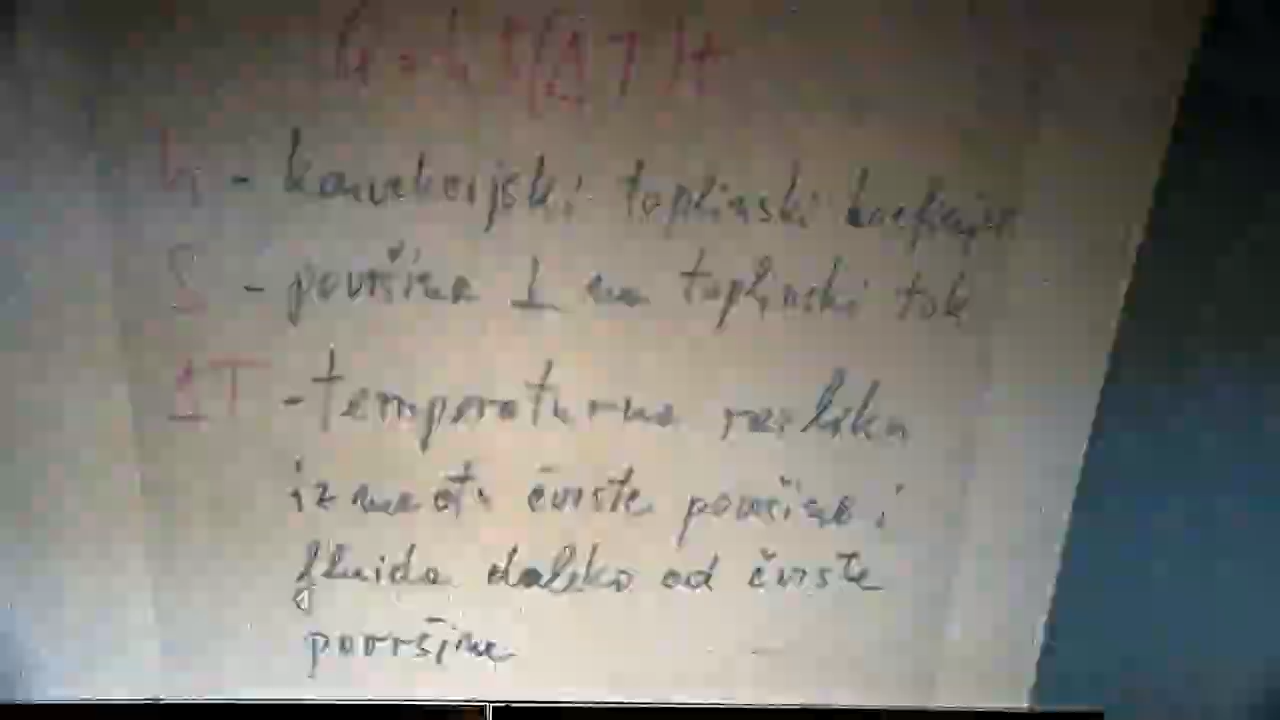 h - konvekcijski toplinski koeficijent
S - površina ⊥ na toplinski tok
ΔT - temperaturna razlika
između čvrste površine i
fluida daleko od čvrste
površine